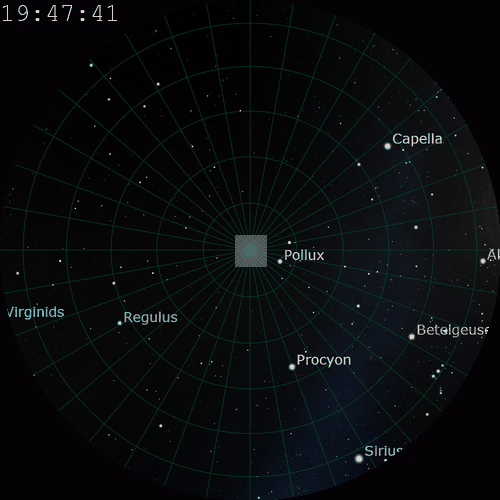 19:47:41
Capella
Pollux
Virginids
Regulus
Betelgeuse
Procyon
Sirius